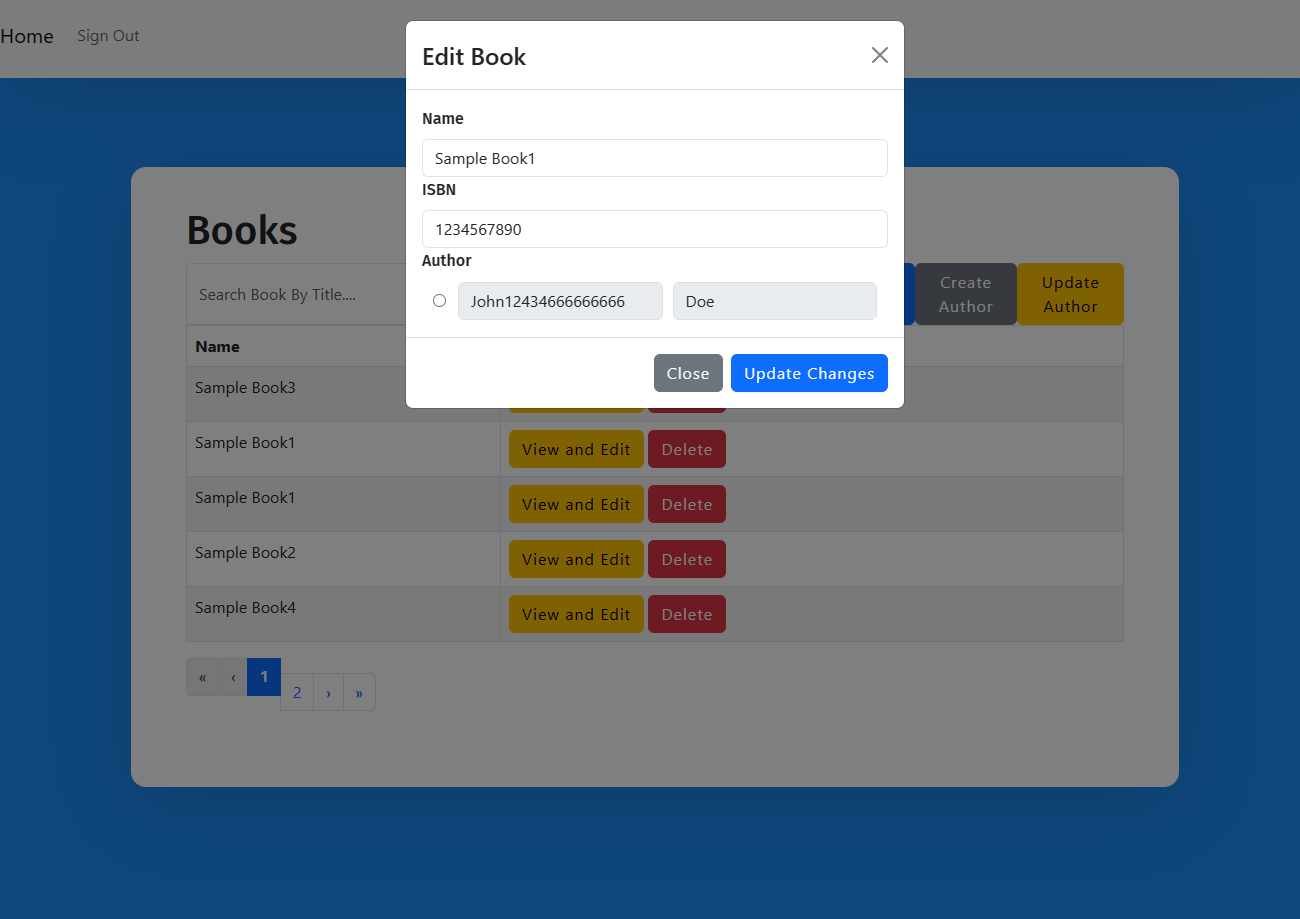 Home Sign Out
Edit Book
Name
Sample Book1
ISBN
1234567890
Author
John12434666666666 Doe
Close Update Changes
Books
Search Book By Title....
Create
Author
Update
Author
Name
Sample Book3
Sample Book1 View and Edit Delete
Sample Book1 View and Edit Delete
Sample Book2 View and Edit Delete
Sample Book4 View and Edit Delete
« ‹ 1 2 › »